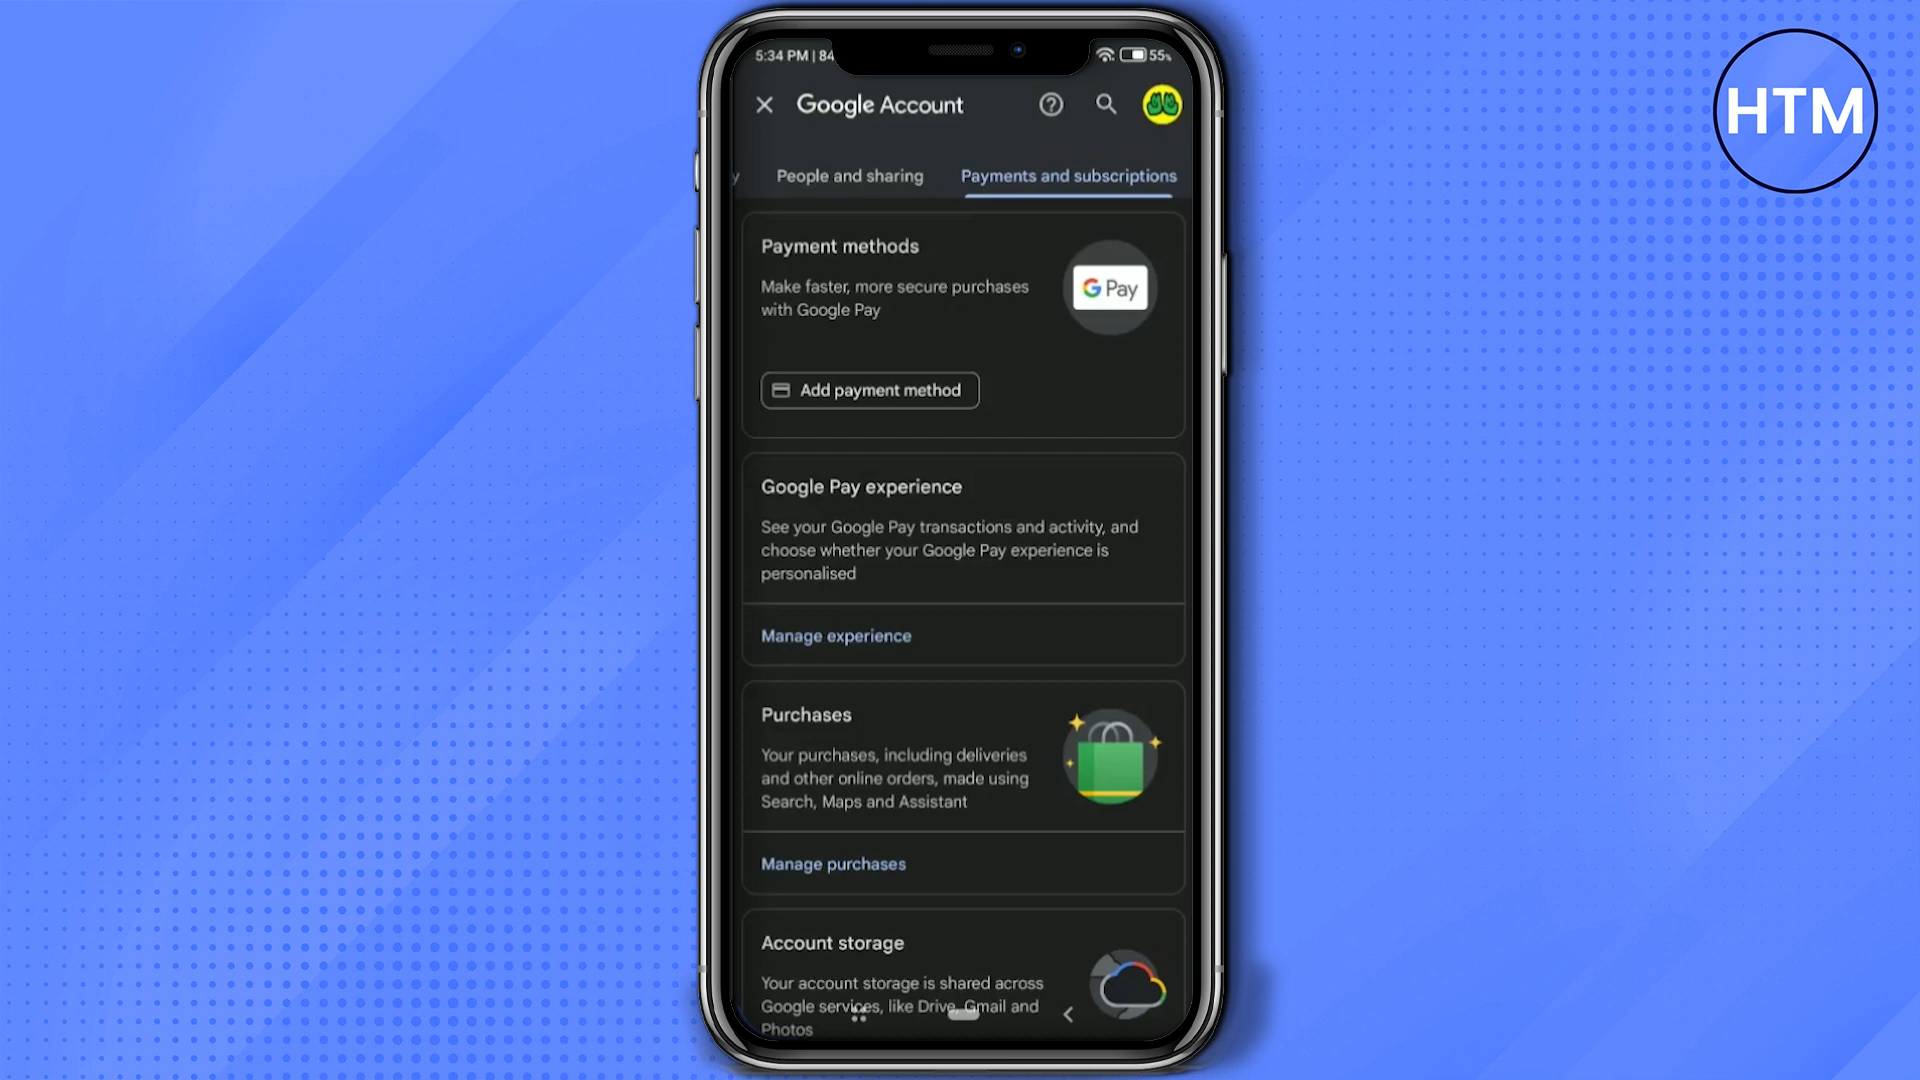 HTM
5:34 PM | 84
55%
Google Account
y
People and sharing
Payments and subscriptions
Payment methods
Make faster, more secure purchases
with Google Pay
G Pay
Add payment method
Google Pay experience
See your Google Pay transactions and activity, and
choose whether your Google Pay experience is
personalised
Manage experience
Purchases
Your purchases, including deliveries
and other online orders, made using
Search, Maps and Assistant
Manage purchases
Account storage
Your account storage is shared across
Google services, like Drive, Gmail and
Photos